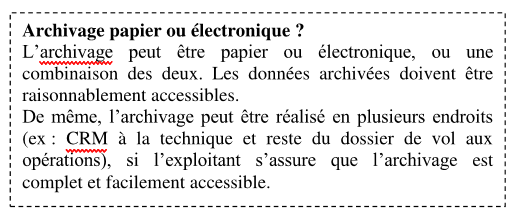 Archivage papier ou électronique ?
L'archivage peut être papier ou électronique, ou une
combinaison des deux. Les données archivées doivent être
raisonnablement accessibles.
De même, l'archivage peut être réalisé en plusieurs endroits
(ex : CRM à la technique et reste du dossier de vol aux
opérations), si l'exploitant s'assure que l'archivage est
complet et facilement accessible.